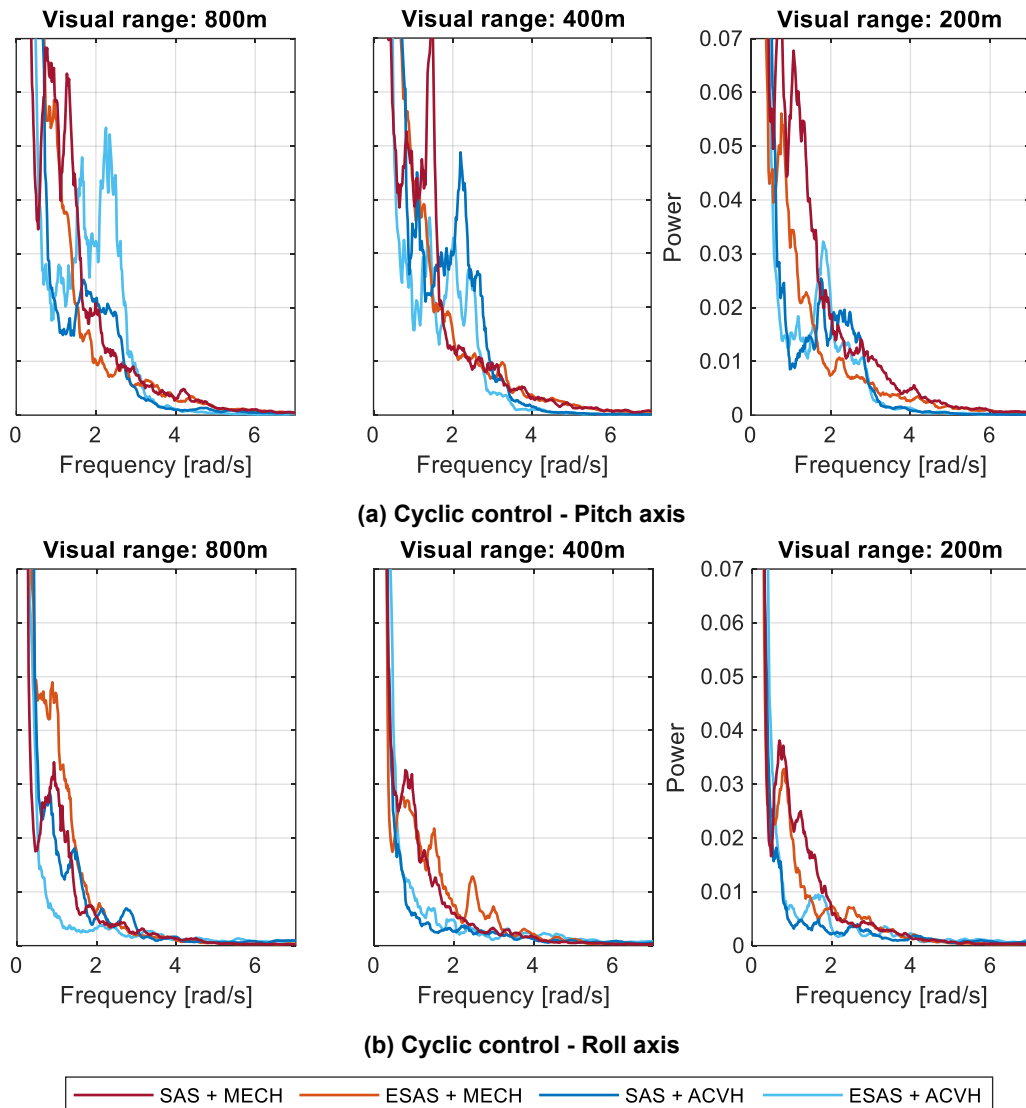 Visual range: 800m Visual range: 400m Visual range: 200m
0.07
0.06
0.05
0.04
0.03
0.02
0.01
0
Power
0 2 4 6 0 2 4 6 0 2 4 6
Frequency [rad/s] Frequency [rad/s] Frequency [rad/s]
(a) Cyclic control - Pitch axis
Visual range: 800m Visual range: 400m Visual range: 200m
0.07
0.06
0.05
0.04
0.03
0.02
0.01
0
Power
0 2 4 6 0 2 4 6 0 2 4 6
Frequency [rad/s] Frequency [rad/s] Frequency [rad/s]
(b) Cyclic control - Roll axis
SAS + MECH ESAS + MECH SAS + ACVH ESAS + ACVH